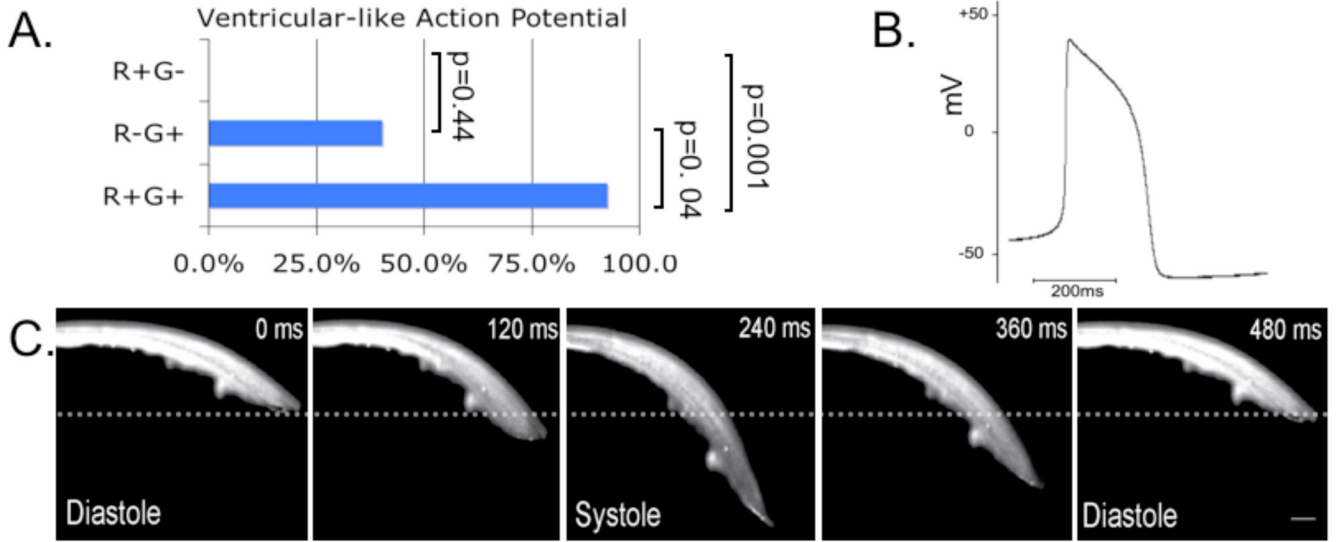 A.
Ventricular-like Action Potential
R+G-
R-G+
R+G+
0.0% 25.0% 50.0% 75.0% 100.0
p=0.44
p=0. 04
p=0.001
B.
+50
0
-50
mV
200ms
C.
0 ms
Diastole
120 ms
240 ms
Systole
360 ms
480 ms
Diastole